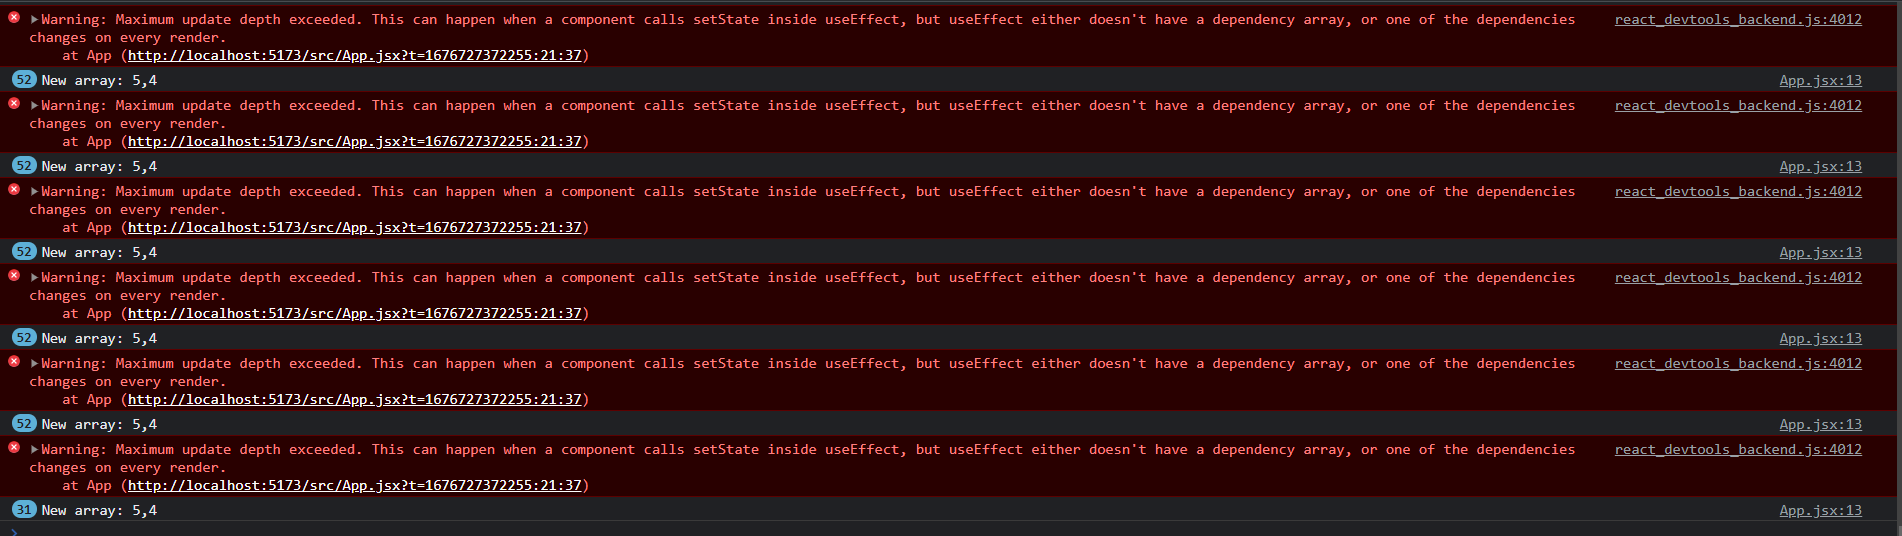 Warning: Maximum update depth exceeded. This can happen when a component calls setState inside useEffect, but useEffect either doesn't have a dependency array, or one of the dependencies react_devtools_backend.js:4012
changes on every render.
at App (http://localhost:5173/src/App.jsx?t=1676727372255:21:37)
52 New array: 5,4 App.jsx:13
Warning: Maximum update depth exceeded. This can happen when a component calls setState inside useEffect, but useEffect either doesn't have a dependency array, or one of the dependencies react_devtools_backend.js:4012
changes on every render.
at App (http://localhost:5173/src/App.jsx?t=1676727372255:21:37)
52 New array: 5,4 App.jsx:13
Warning: Maximum update depth exceeded. This can happen when a component calls setState inside useEffect, but useEffect either doesn't have a dependency array, or one of the dependencies react_devtools_backend.js:4012
changes on every render.
at App (http://localhost:5173/src/App.jsx?t=1676727372255:21:37)
52 New array: 5,4 App.jsx:13
Warning: Maximum update depth exceeded. This can happen when a component calls setState inside useEffect, but useEffect either doesn't have a dependency array, or one of the dependencies react_devtools_backend.js:4012
changes on every render.
at App (http://localhost:5173/src/App.jsx?t=1676727372255:21:37)
52 New array: 5,4 App.jsx:13
Warning: Maximum update depth exceeded. This can happen when a component calls setState inside useEffect, but useEffect either doesn't have a dependency array, or one of the dependencies react_devtools_backend.js:4012
changes on every render.
at App (http://localhost:5173/src/App.jsx?t=1676727372255:21:37)
52 New array: 5,4 App.jsx:13
Warning: Maximum update depth exceeded. This can happen when a component calls setState inside useEffect, but useEffect either doesn't have a dependency array, or one of the dependencies react_devtools_backend.js:4012
changes on every render.
at App (http://localhost:5173/src/App.jsx?t=1676727372255:21:37)
31 New array: 5,4 App.jsx:13